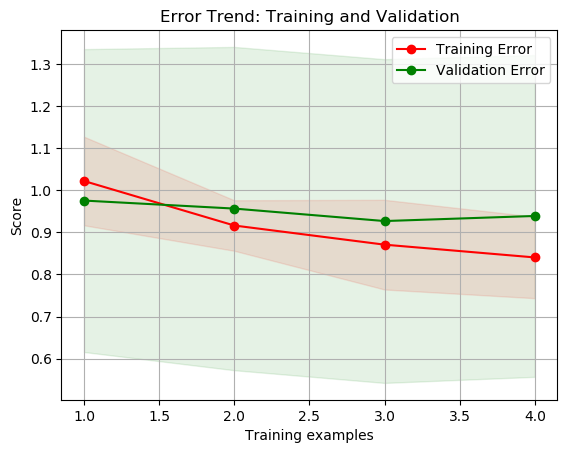 Error Trend: Training and Validation
Training Error
Validation Error
1.3
1.2
1.1
1.0
0.9
0.8
0.7
0.6
Score
1.0 1.5 2.0 2.5 3.0 3.5 4.0
Training examples